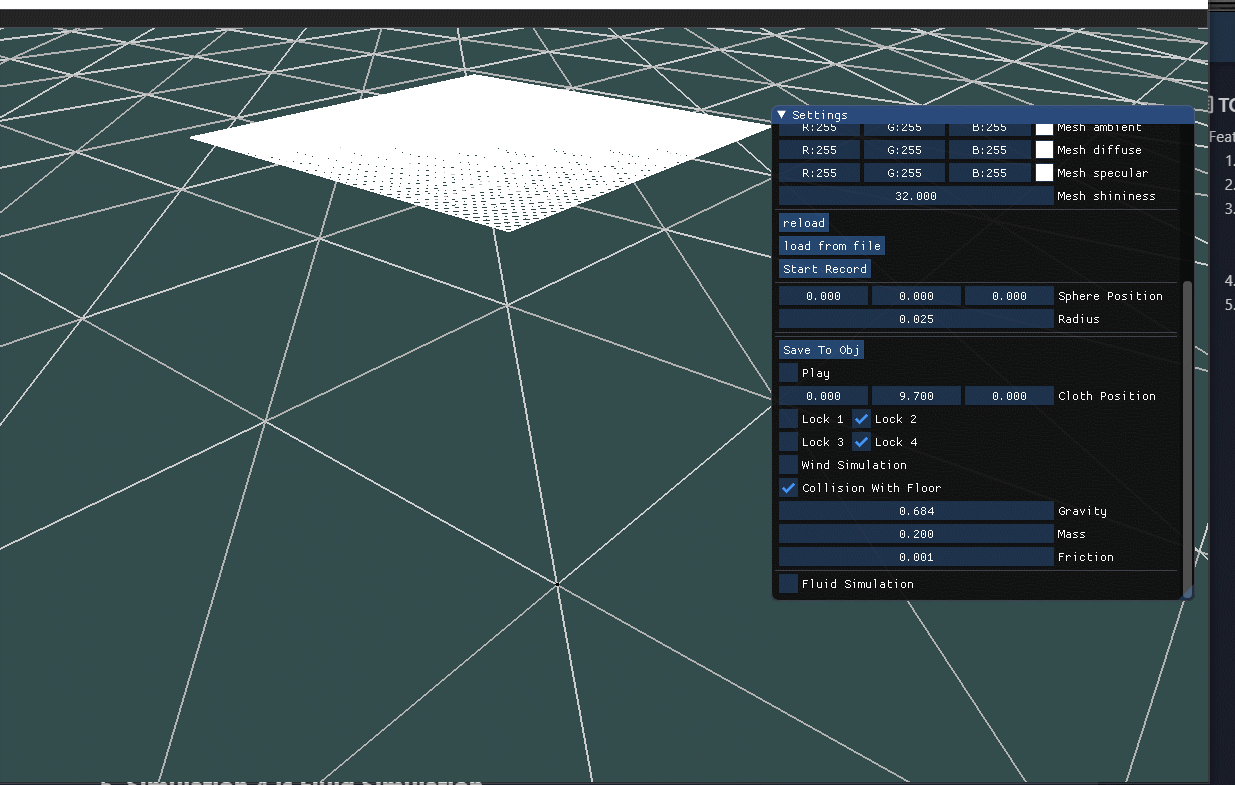 Settings
R:255 G:255 B:255 Mesh ambient
R:255 G:255 B:255 Mesh diffuse
R:255 G:255 B:255 Mesh specular
32.000 Mesh shininess
reload
load from file
Start Record
0.000 0.000 0.000 Sphere Position
0.025 Radius
Save To Obj
Play
0.000 9.700 0.000 Cloth Position
Lock 1 Lock 2
Lock 3 Lock 4
Wind Simulation
Collision With Floor
0.684 Gravity
0.200 Mass
0.001 Friction
Fluid Simulation
1.
2.
3.
4.
5.